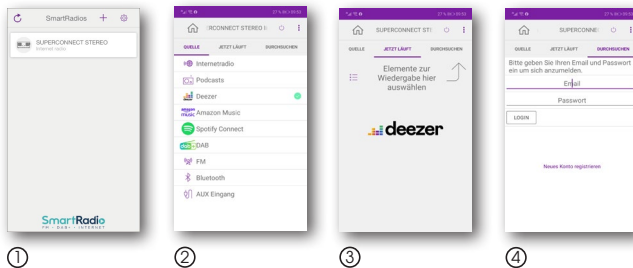 SmartRadios
SUPERCONNECT STEREO
Internet radio
SmartRadio
FM • DAB+ • INTERNET
①
RCONNECT STEREO
QUELLE JETZT LÄUFT DURCHSUCHEN
Internetradio
Podcasts
Deezer
amazon music Amazon Music
Spotify Connect
DAB
FM
Bluetooth
AUX Eingang
②
SUPERCONNECT STE
QUELLE JETZT LÄUFT DURCHSUCHEN
Elemente zur
Wiedergabe hier
auswählen
deezer
③
SUPERCONNE
QUELLE JETZT LÄUFT DURCHSUCHEN
Bitte geben Sie Ihren Email und Passwort
ein um sich anzumelden.
Email
Passwort
LOGIN
Neues Konto registrieren
④